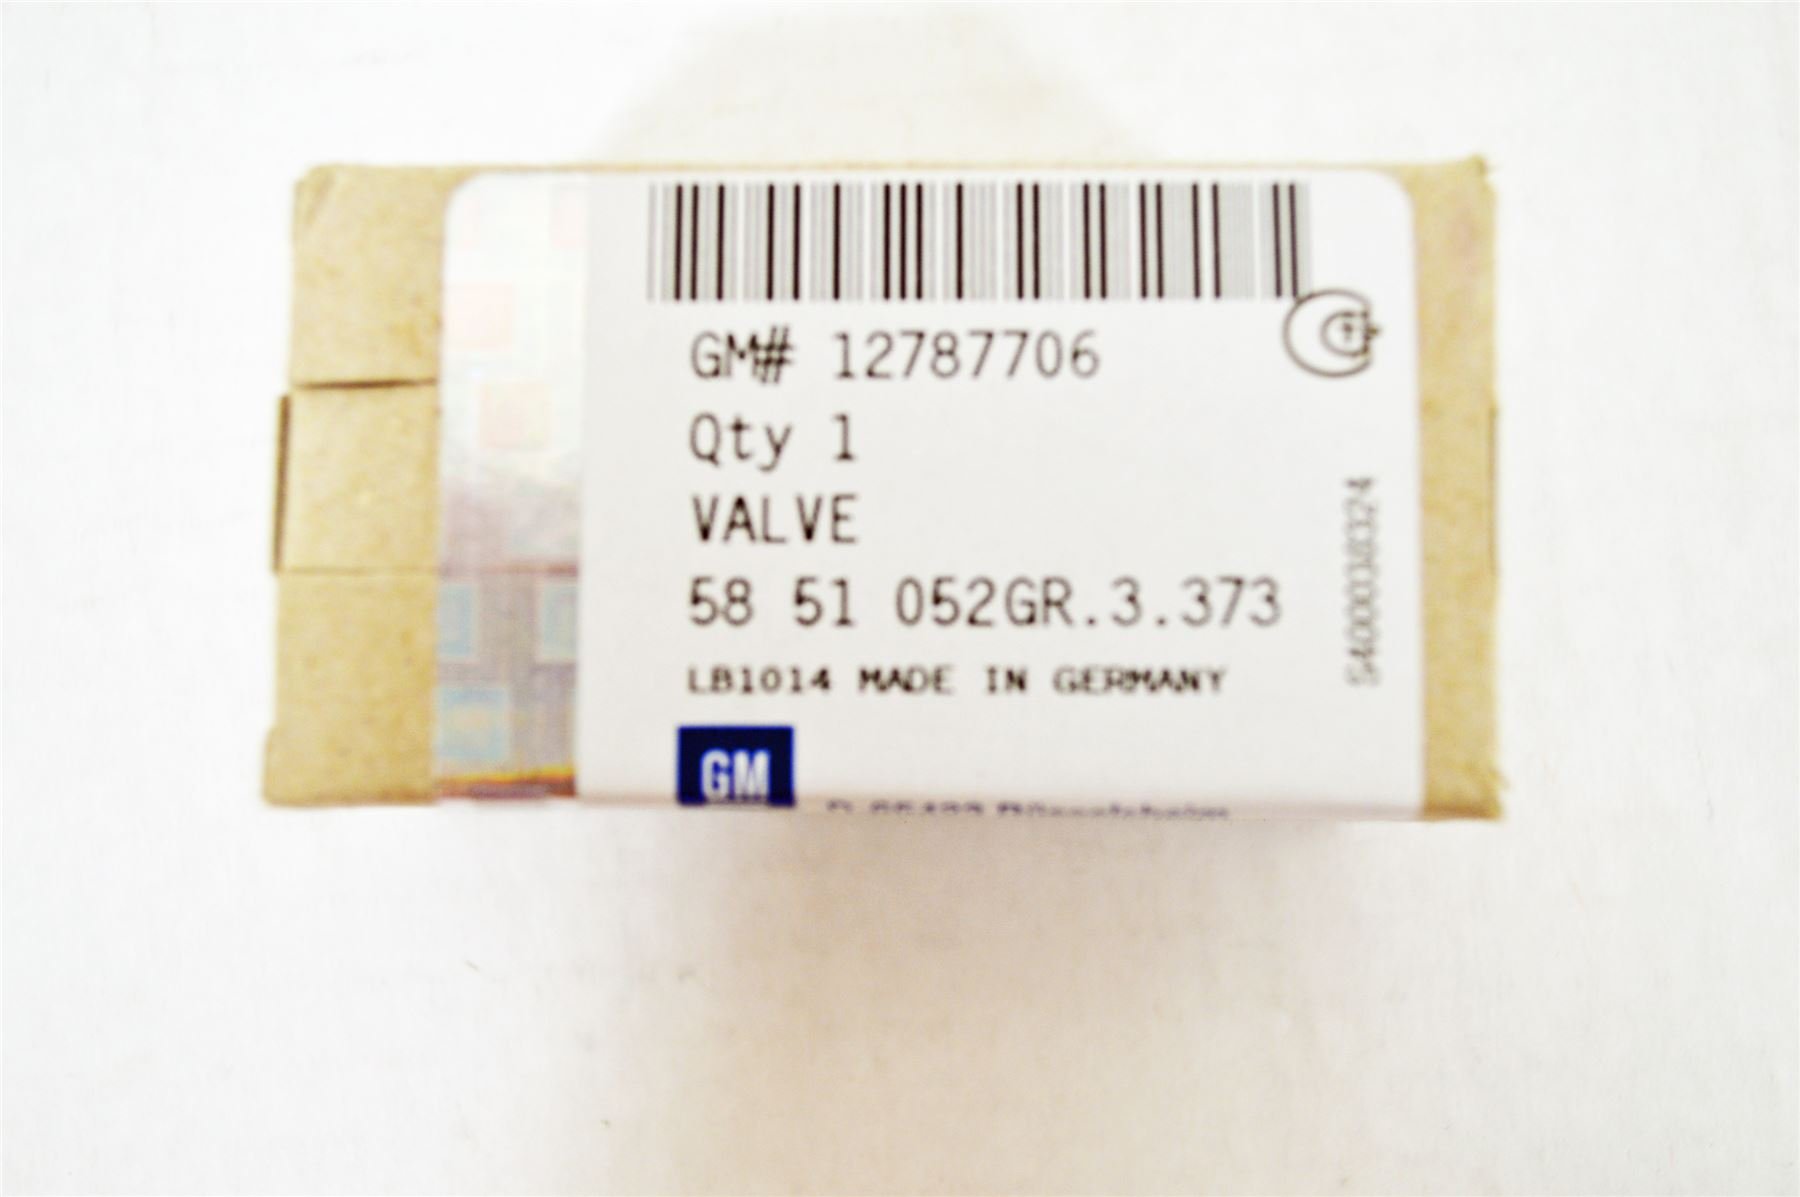 GM# 12787706
Qty 1
VALVE
58 51 052GR.3.373
LB1014 MADE IN GERMANY
GM